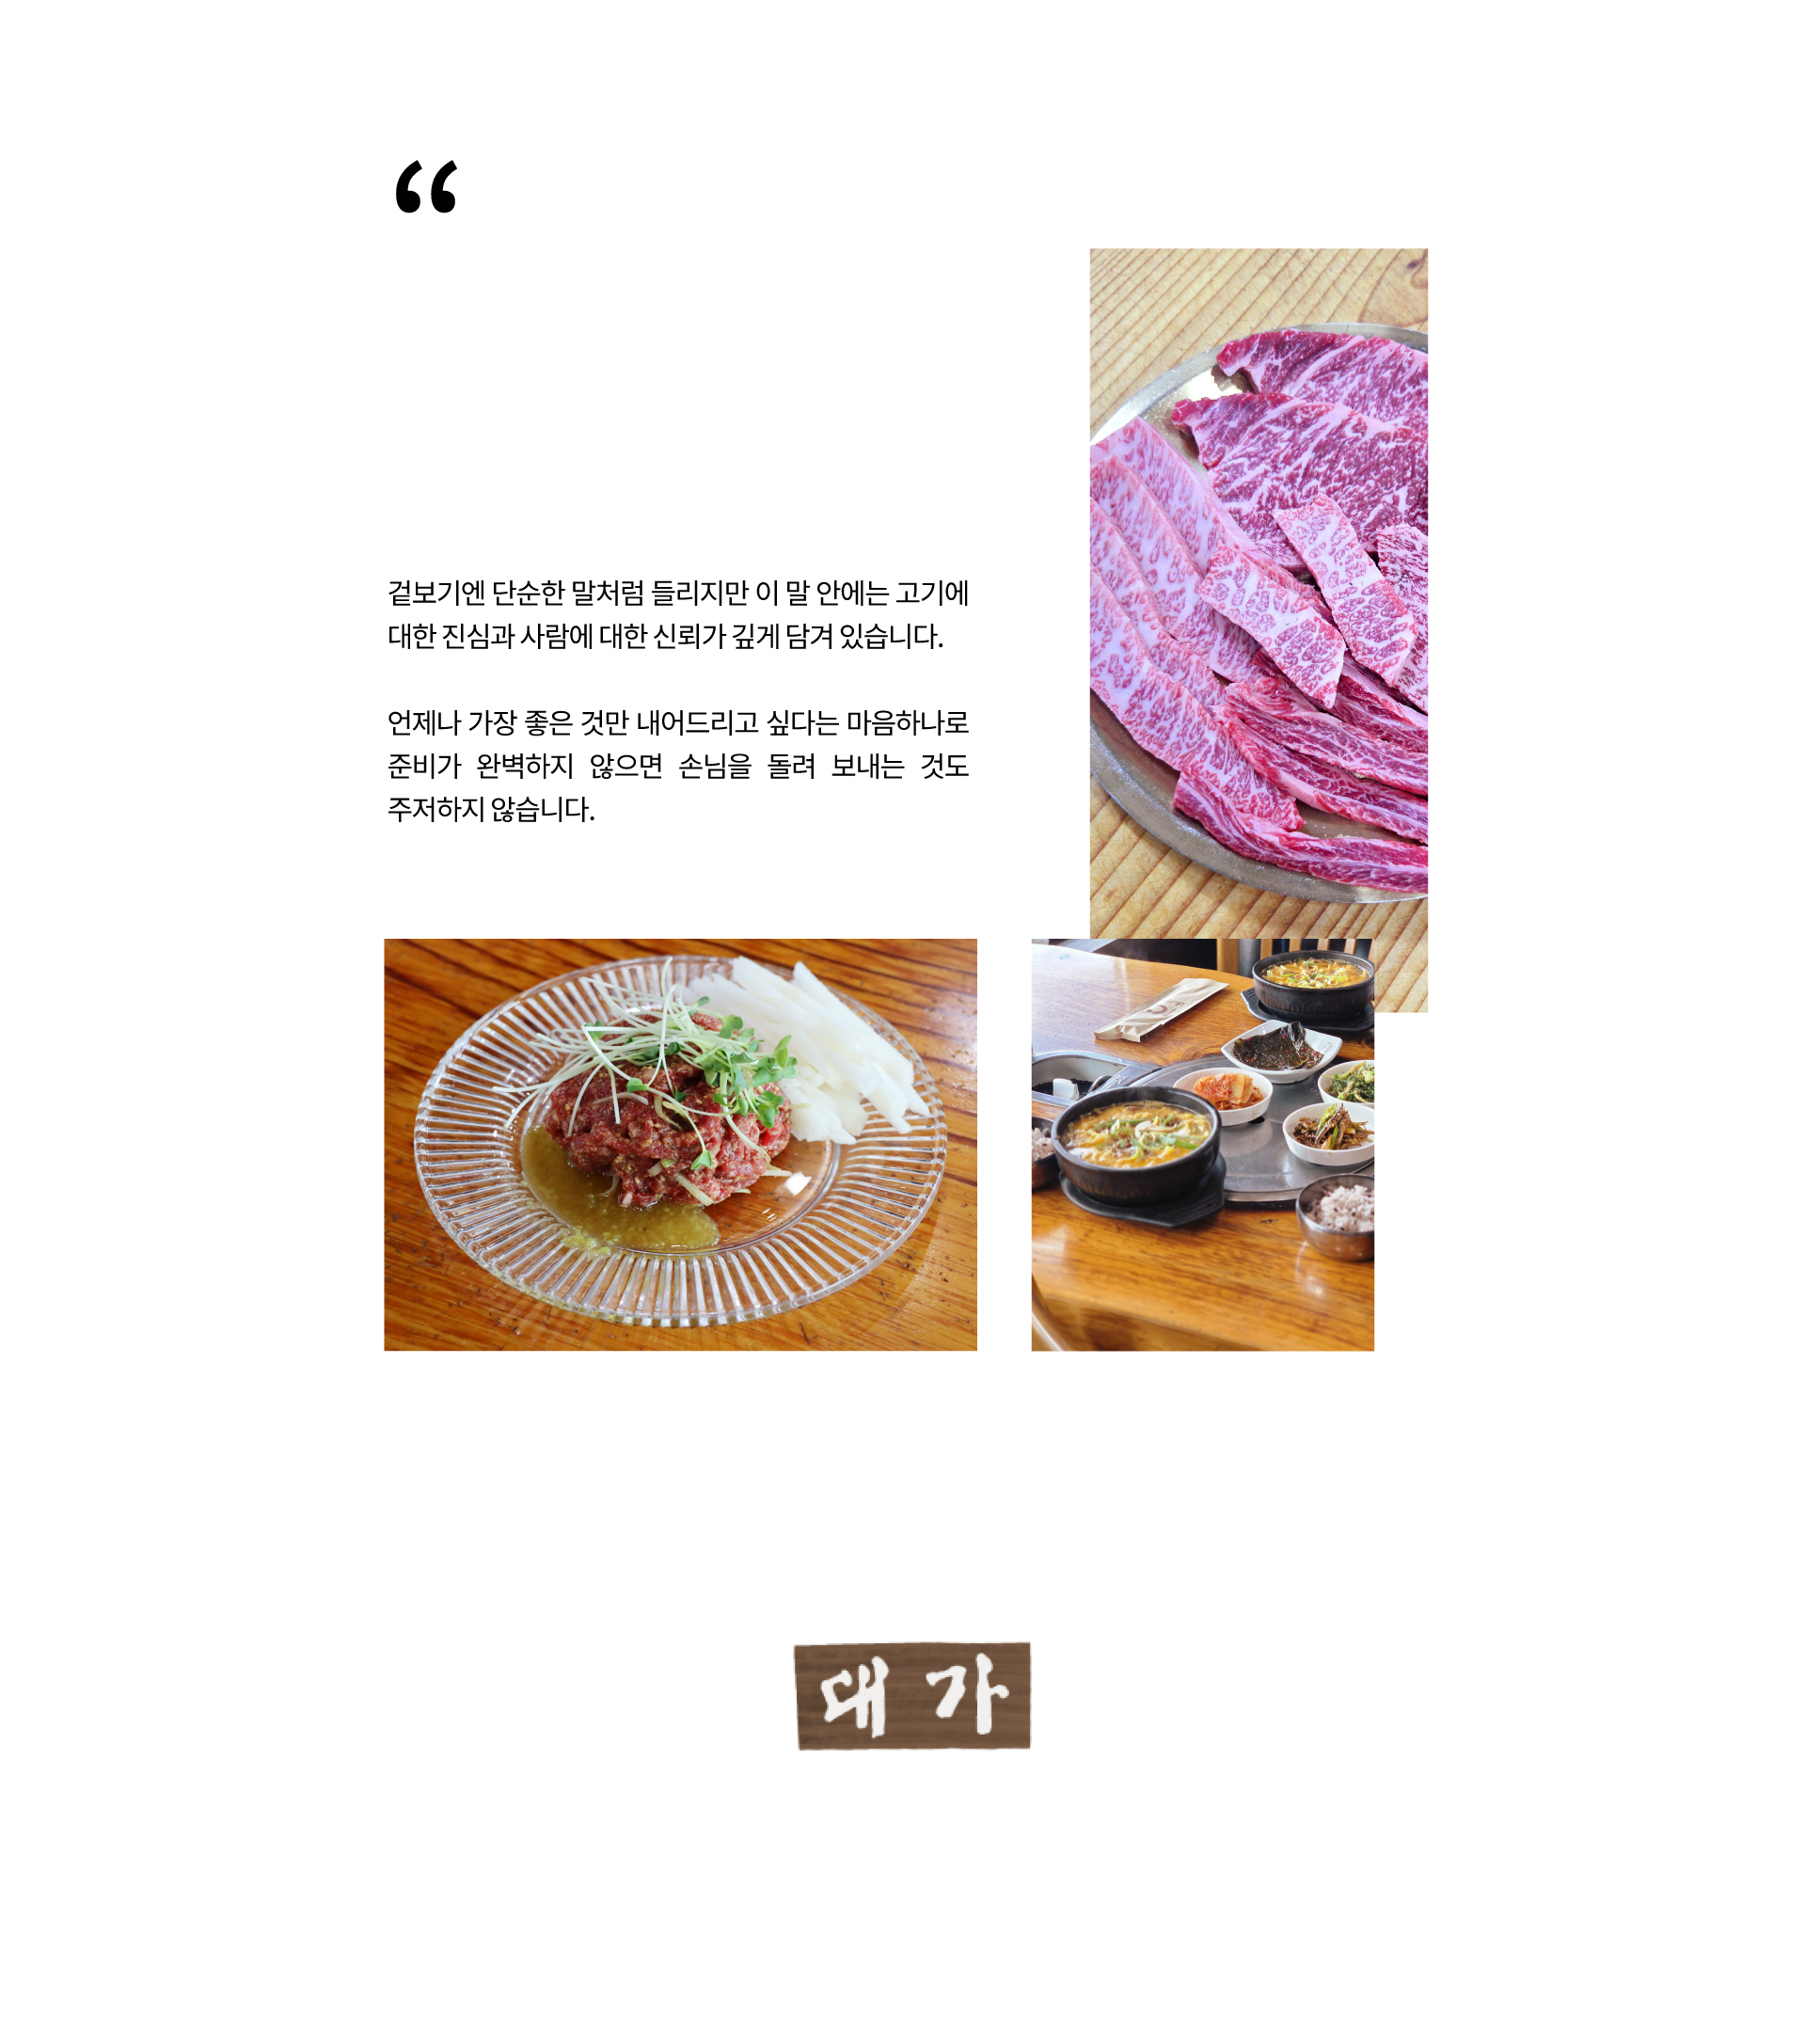 “
겉보기엔 단순한 말처럼 들리지만 이 말 안에는 고기에
대한 진심과 사람에 대한 신뢰가 깊게 담겨 있습니다.
언제나 가장 좋은 것만 내어드리고 싶다는 마음하나로
준비가 완벽하지 않으면 손님을 돌려 보내는 것도
주저하지 않습니다.
대가